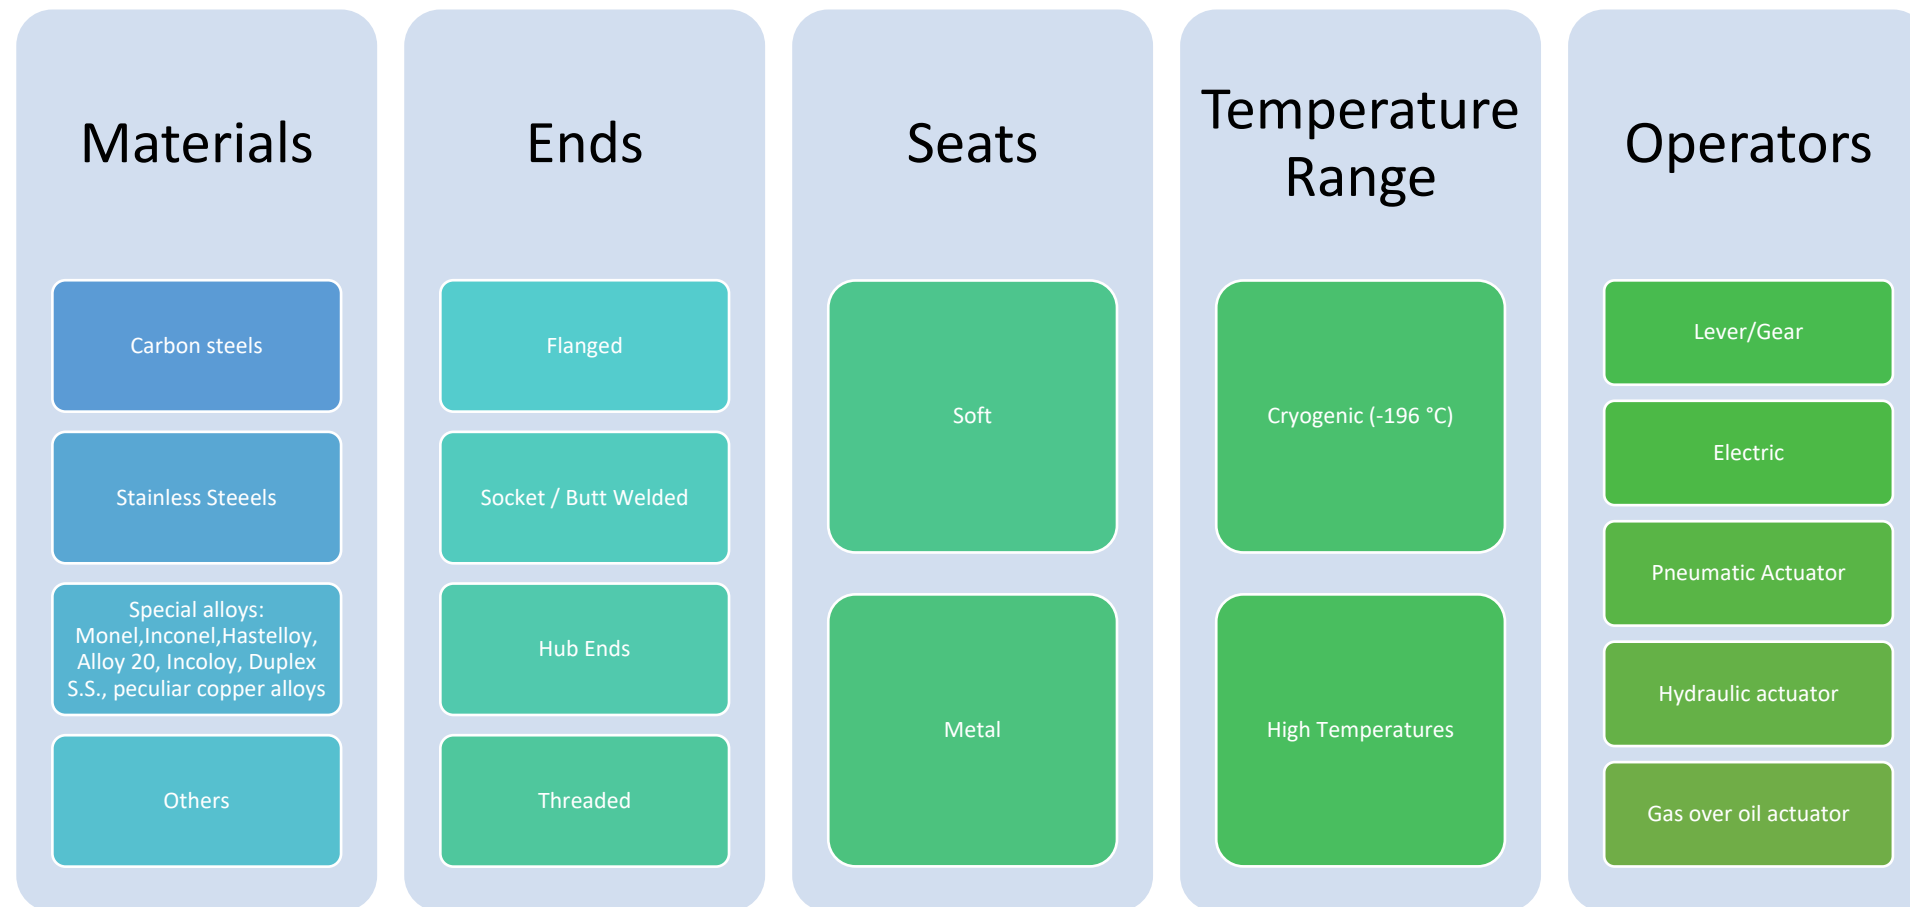 Materials
Carbon steels
Stainless Steeels
Special alloys:
Monel,Inconel,Hastelloy,
Alloy 20, Incoloy, Duplex
S.S., peculiar copper alloys
Others
Ends
Flanged
Socket / Butt Welded
Hub Ends
Threaded
Seats
Soft
Metal
Temperature
Range
Cryogenic (-196 °C)
High Temperatures
Operators
Lever/Gear
Electric
Pneumatic Actuator
Hydraulic actuator
Gas over oil actuator